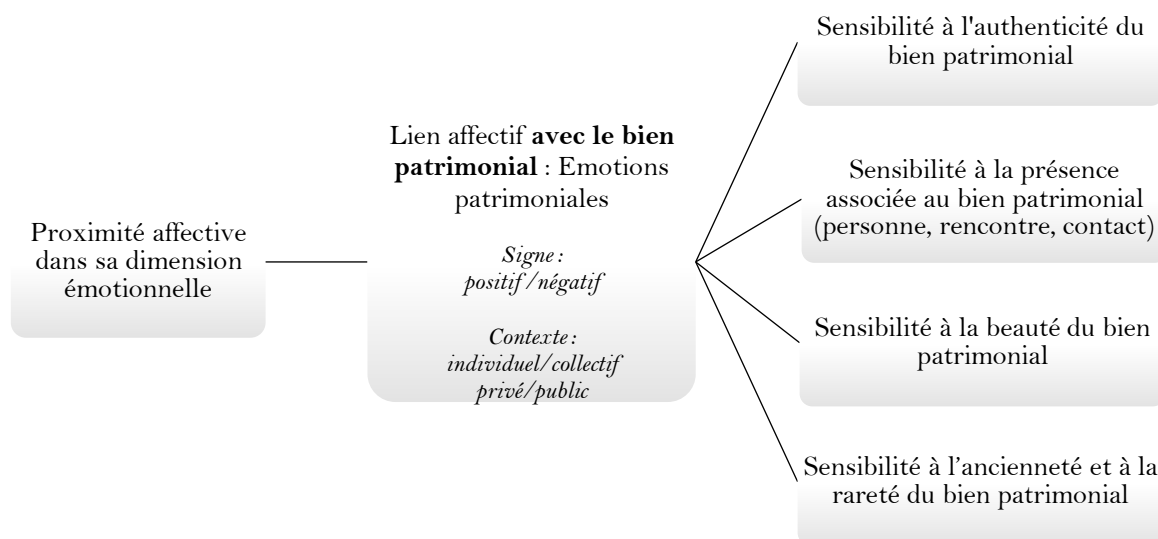 Proximité affective
dans sa dimension
émotionnelle
Lien affectif avec le bien
patrimonial : Emotions
patrimoniales
Signe :
positif/négatif
Contexte :
individuel/collectif
privé/public
Sensibilité à l'authenticité du
bien patrimonial
Sensibilité à la présence
associée au bien patrimonial
(personne, rencontre, contact)
Sensibilité à la beauté du bien
patrimonial
Sensibilité à l’ancienneté et à la
rareté du bien patrimonial